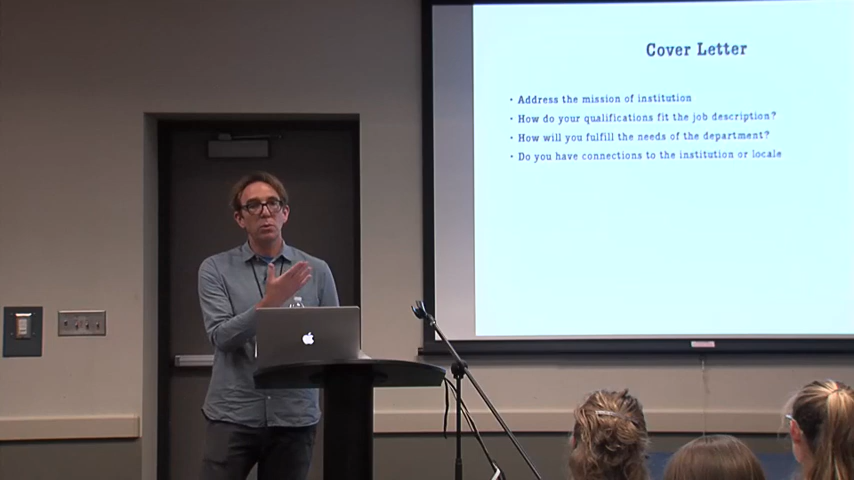 Cover Letter
• Address the mission of institution
• How do your qualifications fit the job description?
• How will you fulfill the needs of the department?
• Do you have connections to the institution or locale